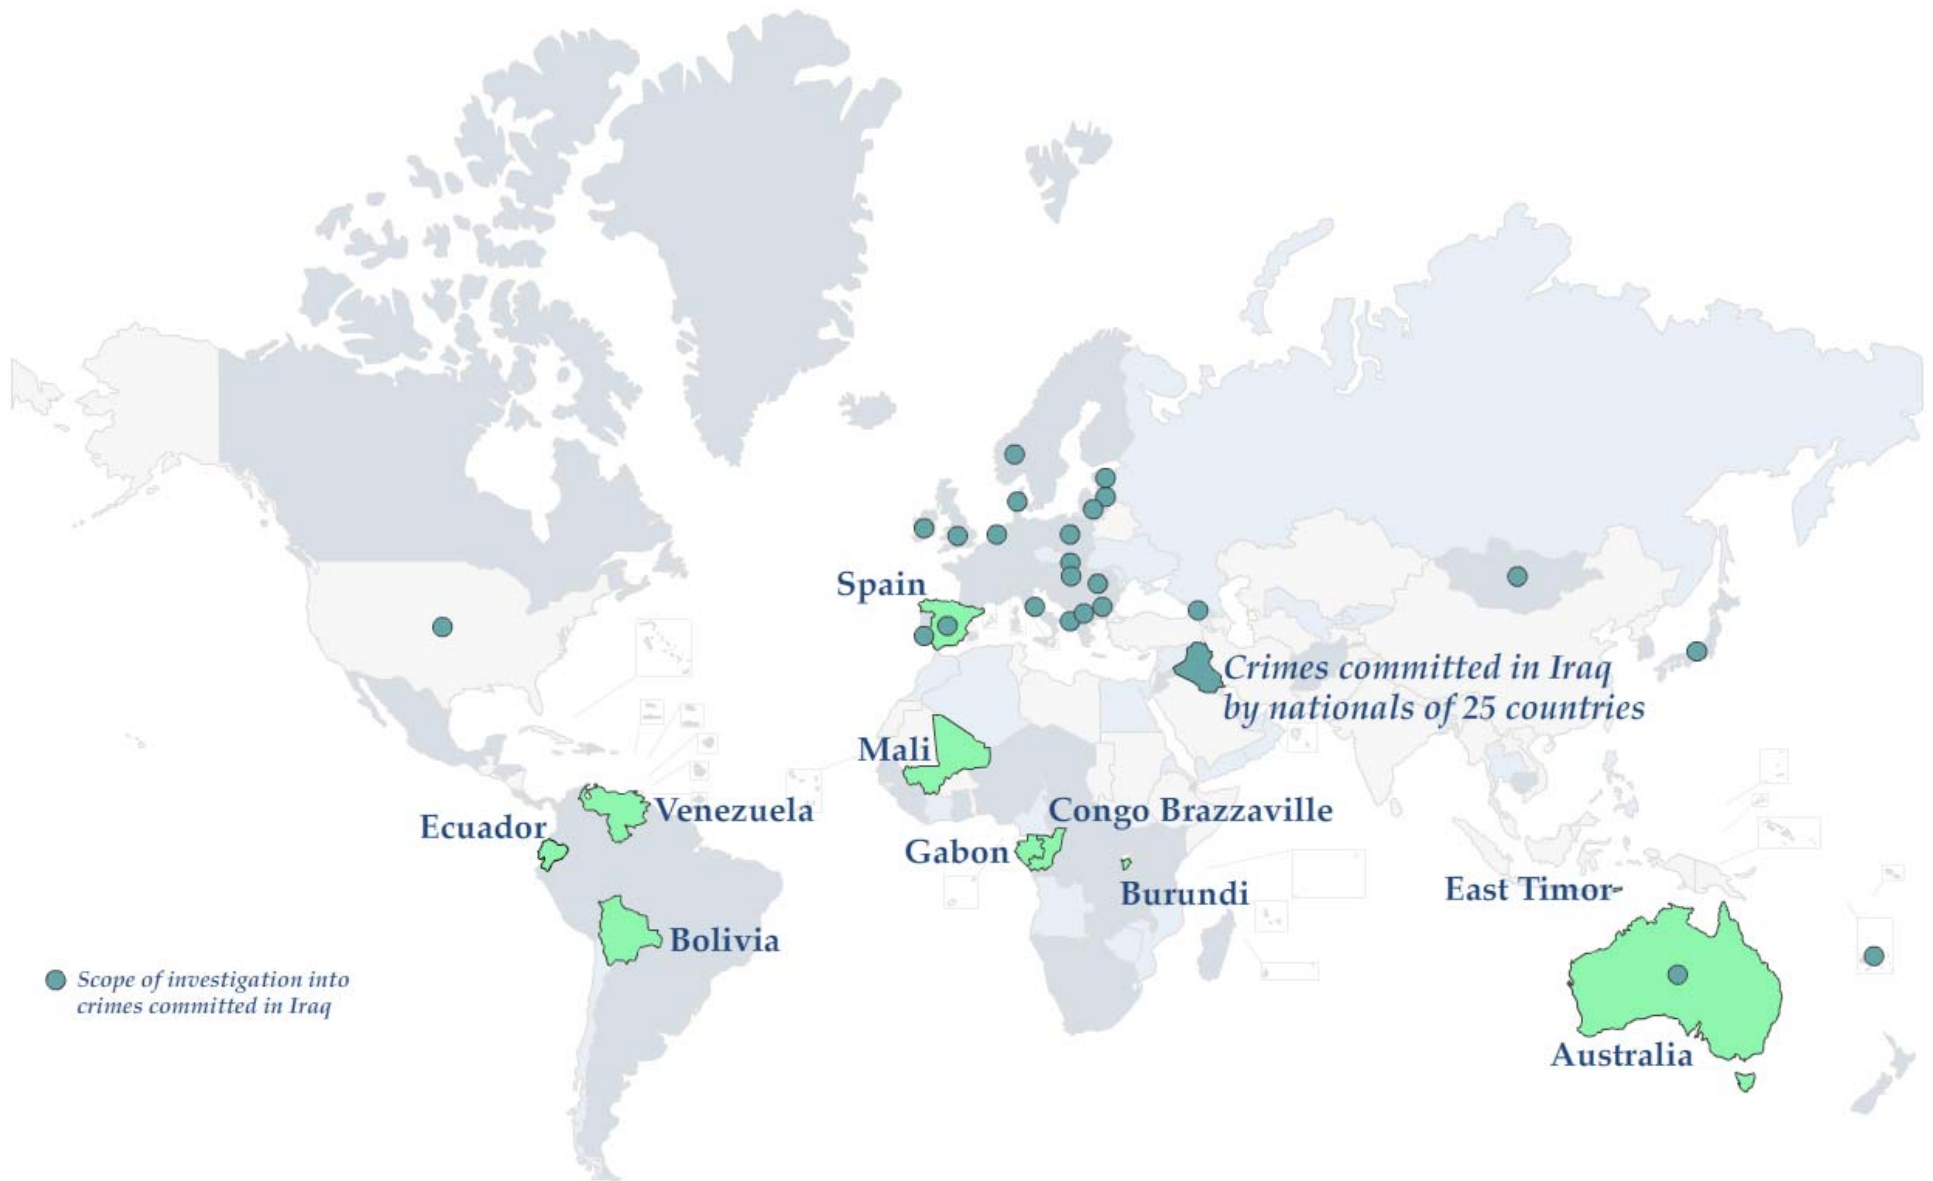 Spain
Crimes committed in Iraq
by nationals of 25 countries
Mali
Venezuela
Congo Brazzaville
Ecuador
Gabon
East Timor
Burundi
Bolivia
Scope of investigation into
crimes committed in Iraq
Australia